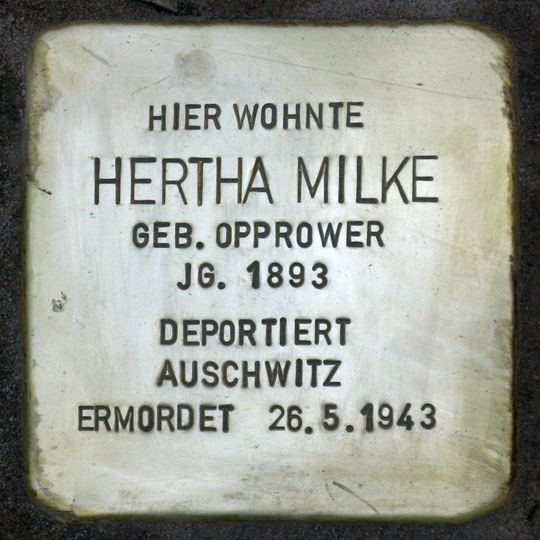 HIER WOHNTE
HERTHA MILKE
GEB. OPPROWER
JG. 1893
DEPORTIERT
AUSCHWITZ
ERMORDET 26.5.1943